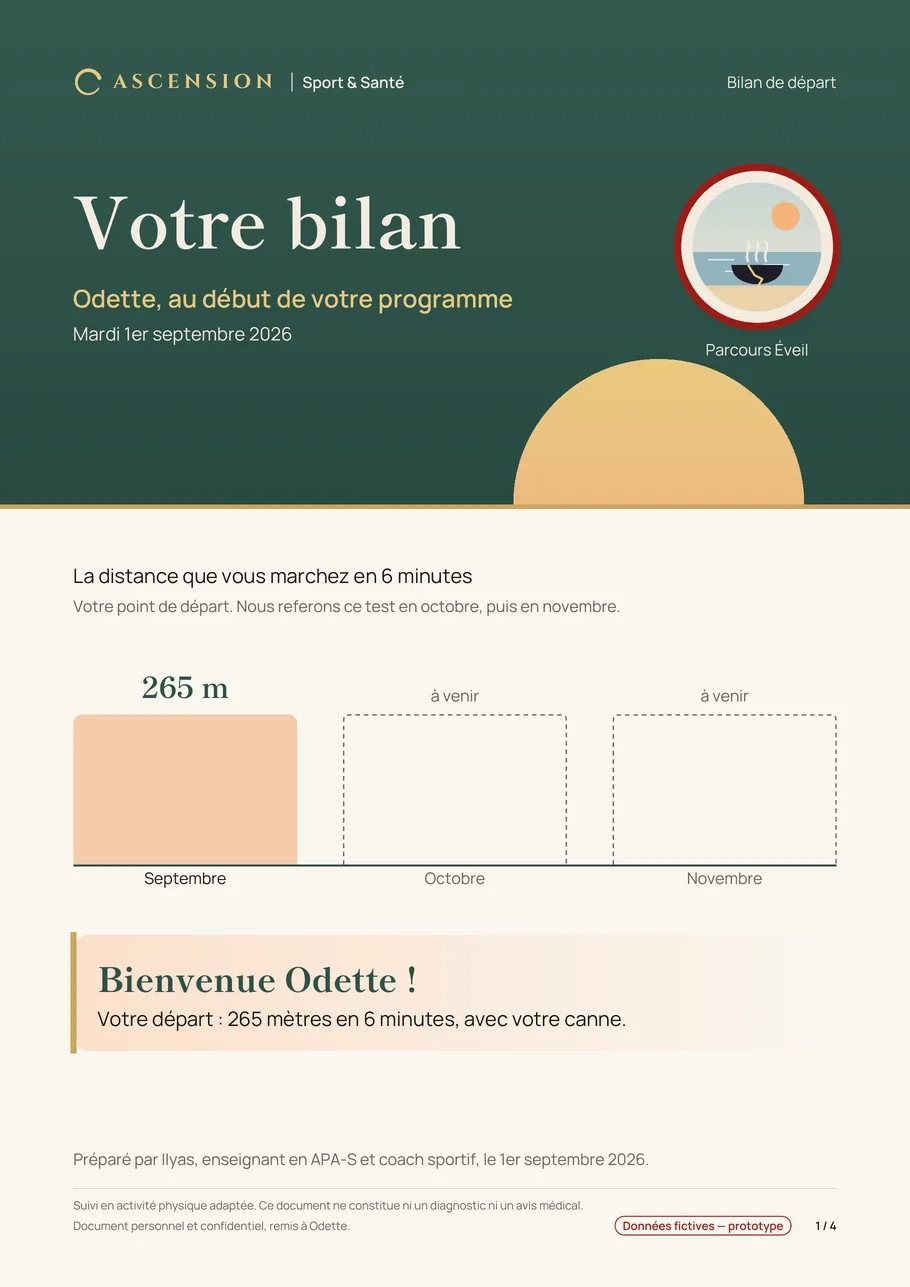 ASCENSION | Sport & Santé
Bilan de départ
Votre bilan
Odette, au début de votre programme
Mardi 1er septembre 2026
Parcours Éveil
La distance que vous marchez en 6 minutes
Votre point de départ. Nous referons ce test en octobre, puis en novembre.
265 m
à venir
à venir
Septembre
Octobre
Novembre
Bienvenue Odette !
Votre départ : 265 mètres en 6 minutes, avec votre canne.
Préparé par Ilyas, enseignant en APA-S et coach sportif, le 1er septembre 2026.
Suivi en activité physique adaptée. Ce document ne constitue ni un diagnostic ni un avis médical.
Document personnel et confidentiel, remis à Odette.
Données fictives — prototype
1 / 4